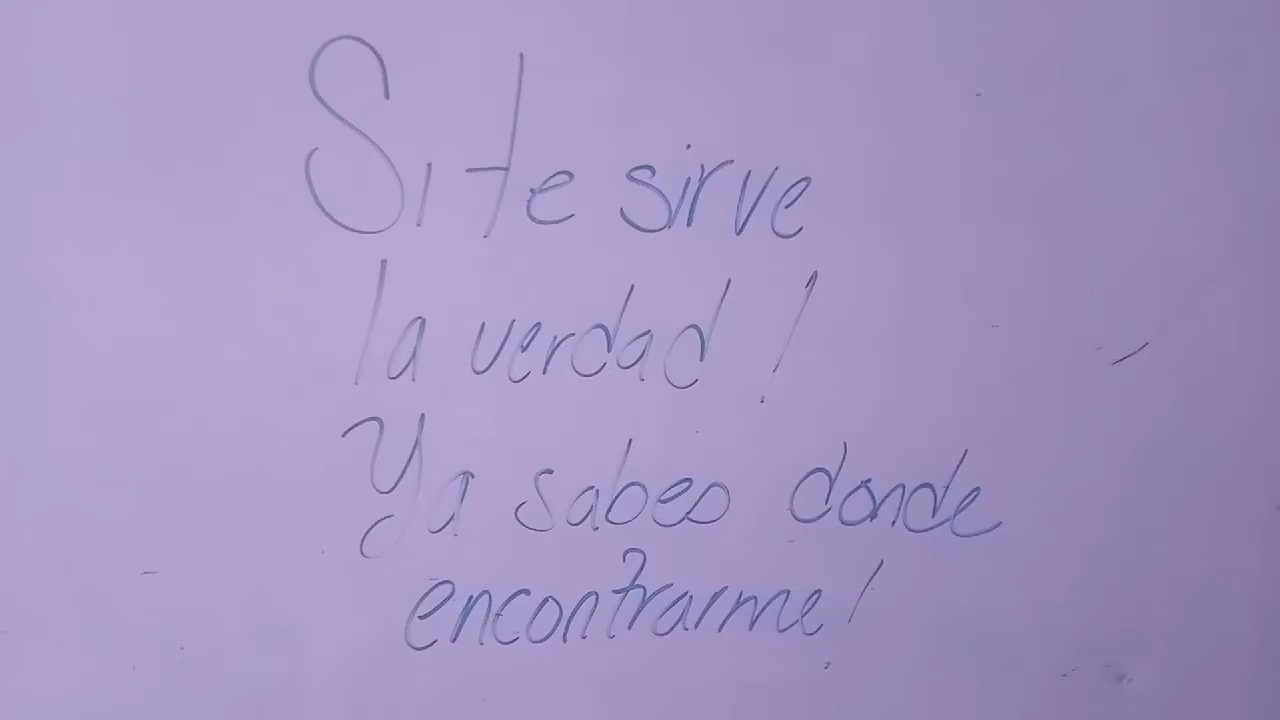 Si te sirve
la verdad!
Ya sabes donde
encontrarme!